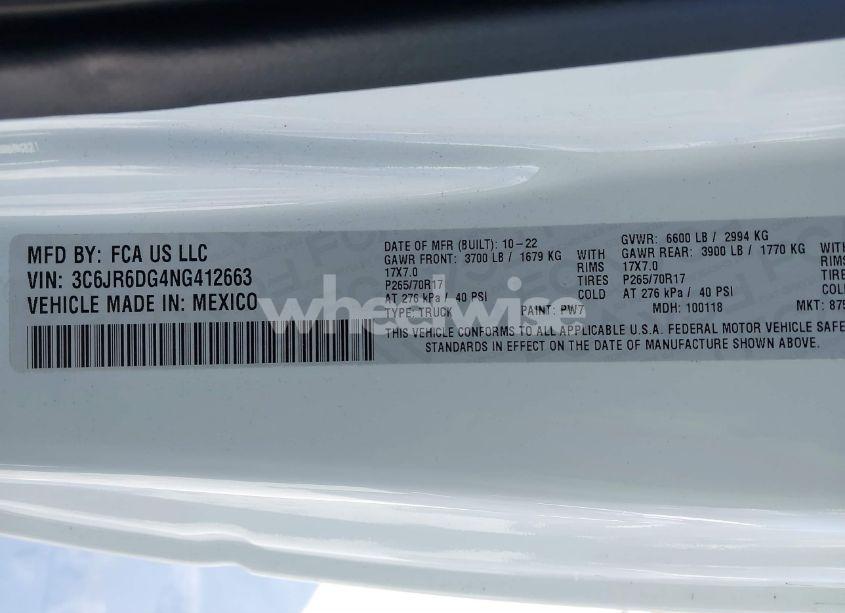 MFD BY: FCA US LLC
VIN: 3C6JR6DG4NG412663
VEHICLE MADE IN: MEXICO
DATE OF MFR (BUILT): 10-22
GAWR FRONT: 3700 LB / 1679 KG WITH
17X7.0 RIMS
P265/70R17 TIRES
AT 276 kPa / 40 PSI COLD
GVWR: 6600 LB / 2994 KG
GAWR REAR: 3900 LB / 1770 KG WITH
17X7.0 RIMS
P265/70R17 TIRES
AT 276 kPa / 40 PSI COLD
TYPE: TRUCK PAINT: PW7 MDH: 100118 MKT: 875
THIS VEHICLE CONFORMS TO ALL APPLICABLE U.S.A. FEDERAL MOTOR VEHICLE SAFE
STANDARDS IN EFFECT ON THE DATE OF MANUFACTURE SHOWN ABOVE.
wheelwise